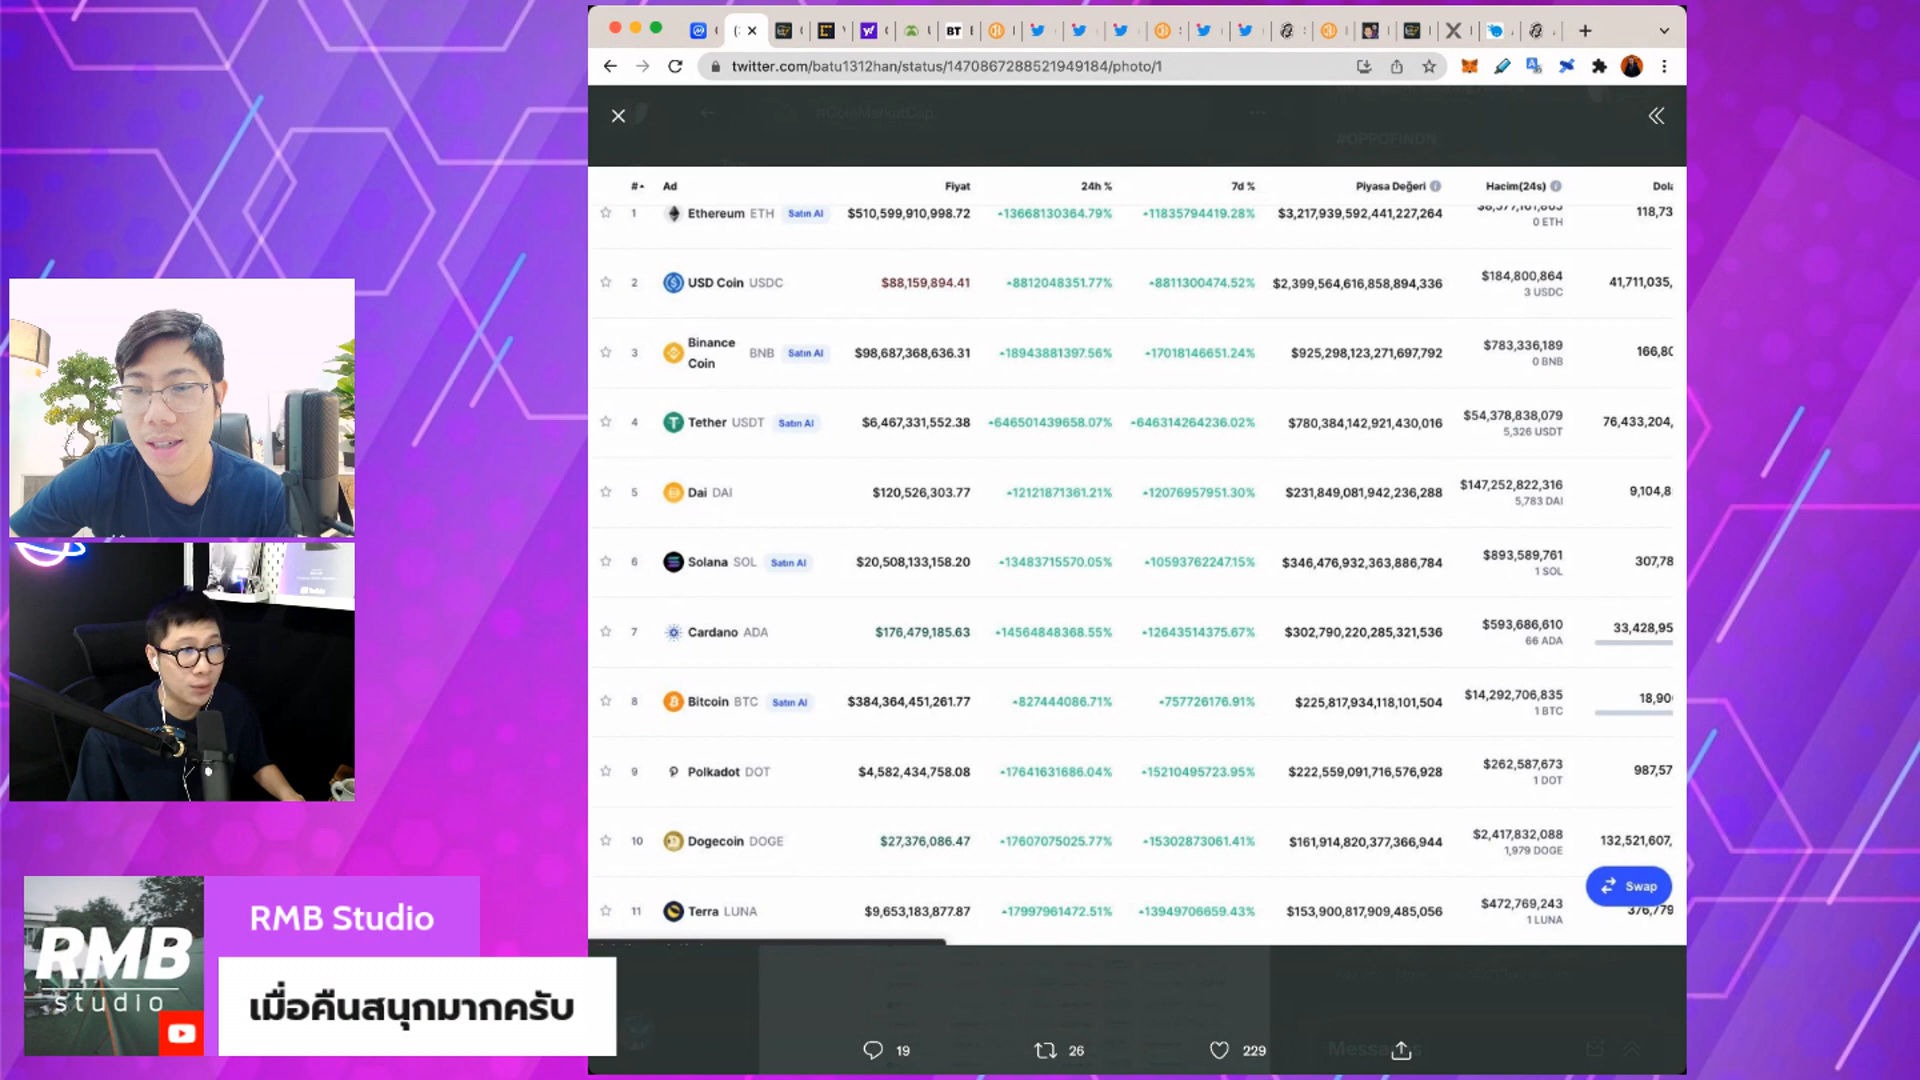 twitter.com/batu1312han/status/1470867288521949184/photo/1
#CoinMarketCap
#OPPOFINDN
# Ad Fiyat 24h % 7d % Piyasa Değeri Hacim(24s)
1 Ethereum ETH Satın Al $510,599,910,998.72 13668130364.79% 11835794419.28% $3,217,939,592,441,227,264 118,73
0 ETH
2 USD Coin USDC $88,159,894.41 8812048351.77% 8811300474.52% $2,399,564,616,858,894,336 $184,800,864 41,711,035,
3 USDC
3 Binance Coin BNB Satın Al $98,687,368,636.31 18943881397.56% 17018146651.24% $925,298,123,271,697,792 $783,336,189 166,80
0 BNB
4 Tether USDT Satın Al $6,467,331,552.38 646501439658.07% 646314264236.02% $780,384,142,921,430,016 $54,378,838,079 76,433,204,
5,326 USDT
5 Dai DAI $120,526,303.77 12121871361.21% 12076957951.30% $231,849,081,942,236,288 $147,252,822,316 9,104,8
5,783 DAI
6 Solana SOL Satın Al $20,508,133,158.20 13483715570.05% 10593762247.15% $346,476,932,363,886,784 $893,589,761 307,78
1 SOL
7 Cardano ADA $176,479,185.63 14564848368.55% 12643514375.67% $302,790,220,285,321,536 $593,686,610 33,428,95
66 ADA
8 Bitcoin BTC Satın Al $384,364,451,261.77 827444086.71% 757726176.91% $225,817,934,118,101,504 $14,292,706,835 18,90
1 BTC
9 Polkadot DOT $4,582,434,758.08 17641631686.04% 15210495723.95% $222,559,091,716,576,928 $262,587,673 987,57
1 DOT
10 Dogecoin DOGE $27,376,086.47 17607075025.77% 15302873061.41% $161,914,820,377,366,944 $2,417,832,088 132,521,607,
1,979 DOGE
Swap
11 Terra LUNA $9,653,183,877.87 17997961472.51% 13949706659.43% $153,900,817,909,485,056 $472,769,243 376,779
1 LUNA
19 26 229
Messages
RMB Studio
RMB
studio
เมื่อคืนสนุกมากครับ